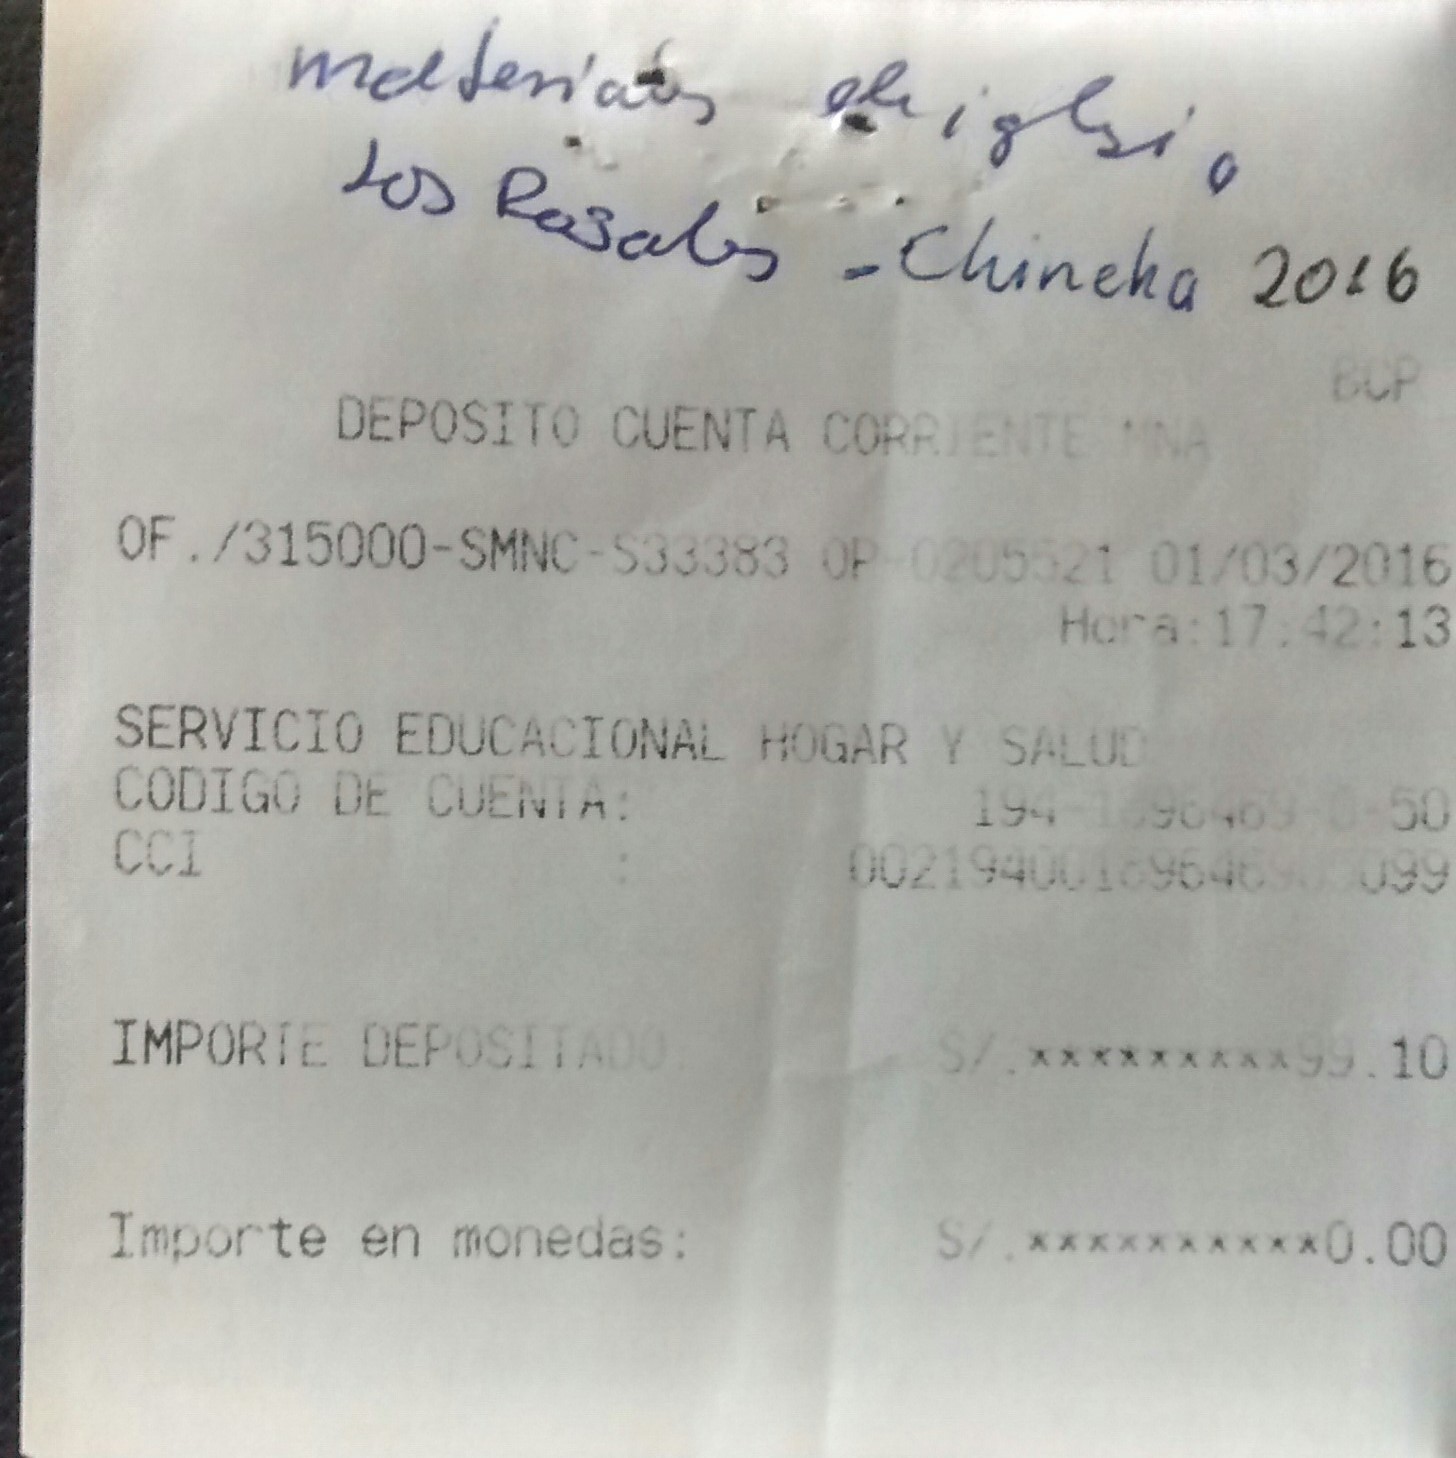 materiales de iglesia
Los Rosales - Chincha 2016
BCP
DEPOSITO CUENTA CORRIENTE MNA
OF./315000-SMNC-S33383 OP-0205521 01/03/2016
Hora:17:42:13
SERVICIO EDUCACIONAL HOGAR Y SALUD
CODIGO DE CUENTA:
CCI :
IMPORTE DEPOSITADO: S/.*********99.10
Importe en monedas: S/.**********0.00